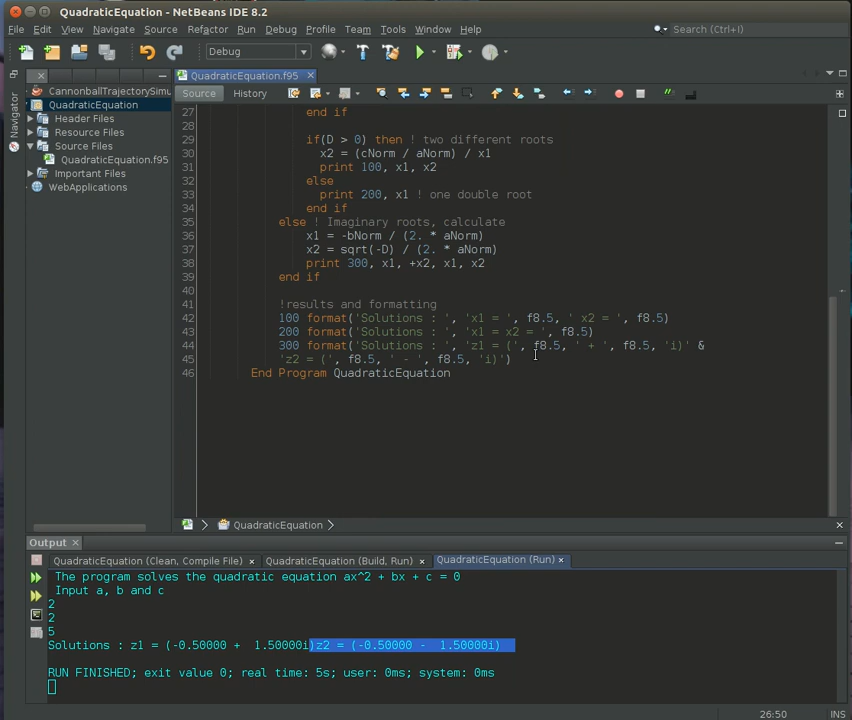 QuadraticEquation - NetBeans IDE 8.2
File Edit View Navigate Source Refactor Run Debug Profile Team Tools Window Help Search (Ctrl+I)
Debug
QuadraticEquation.f95
Source History
Navigator
CannonballTrajectorySimu
QuadraticEquation
Header Files
Resource Files
Source Files
QuadraticEquation.f95
Important Files
WebApplications
27 end if
28
29 if(D > 0) then ! two different roots
30 x2 = (cNorm / aNorm) / x1
31 print 100, x1, x2
32 else
33 print 200, x1 ! one double root
34 end if
35 else ! Imaginary roots, calculate
36 x1 = -bNorm / (2. * aNorm)
37 x2 = sqrt(-D) / (2. * aNorm)
38 print 300, x1, +x2, x1, x2
39 end if
40
41 !results and formatting
42 100 format('Solutions : ', 'x1 = ', f8.5, ' x2 = ', f8.5)
43 200 format('Solutions : ', 'x1 = x2 = ', f8.5)
44 300 format('Solutions : ', 'z1 = (', f8.5, ' + ', f8.5, 'i)' &
45 'z2 = (', f8.5, ' - ', f8.5, 'i)')
46 End Program QuadraticEquation
QuadraticEquation
Output
QuadraticEquation (Clean, Compile File) QuadraticEquation (Build, Run) QuadraticEquation (Run)
The program solves the quadratic equation ax^2 + bx + c = 0
Input a, b and c
2
2
5
Solutions : z1 = (-0.50000 +  1.50000i)z2 = (-0.50000 -  1.50000i)
RUN FINISHED; exit value 0; real time: 5s; user: 0ms; system: 0ms
26:50 INS